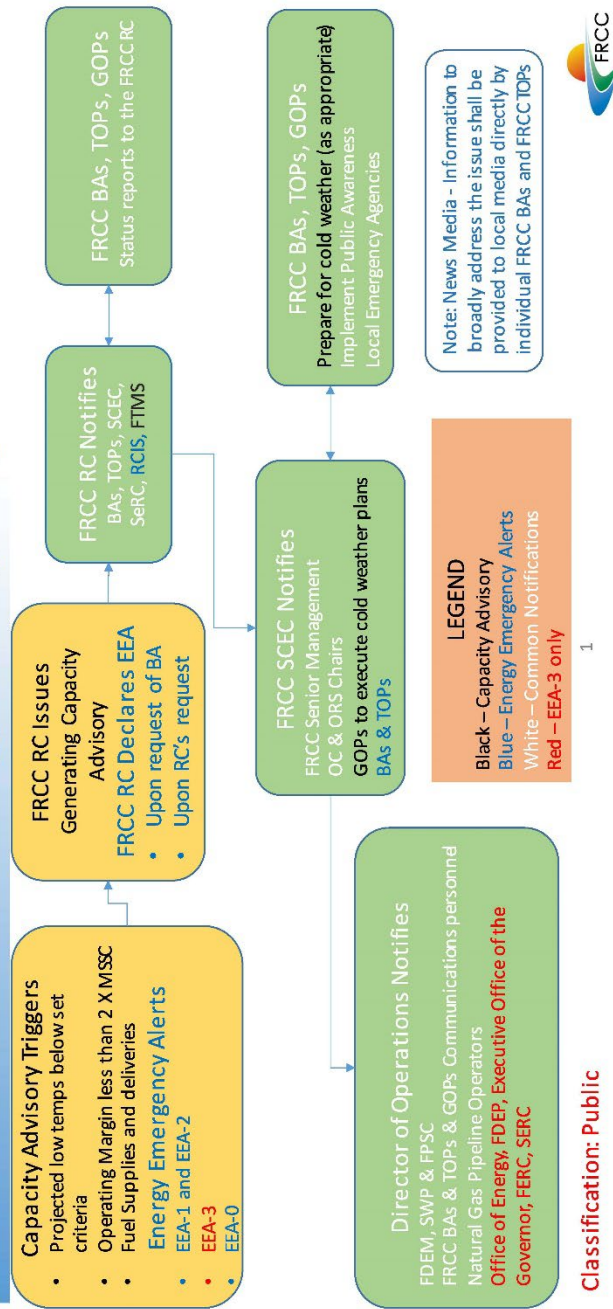 Capacity Advisory Triggers
• Projected low temps below set
criteria
• Operating Margin less than 2 X MSSC
• Fuel Supplies and deliveries
Energy Emergency Alerts
• EEA-1 and EEA-2
• EEA-3
• EEA-0
FRCC RC Issues
Generating Capacity
Advisory
FRCC RC Declares EEA
• Upon request of BA
• Upon RC's request
FRCC RC Notifies
BAs, TOPs, SCEC,
SeRC, RCIS, FTMS
FRCC BAs, TOPs, GOPs
Status reports to the FRCC RC
FRCC SCEC Notifies
FRCC Senior Management
OC & ORS Chairs
GOPs to execute cold weather plans
BAs & TOPs
FRCC BAs, TOPs, GOPs
Prepare for cold weather (as appropriate)
Implement Public Awareness
Local Emergency Agencies
Director of Operations Notifies
FDEM, SWP & FPSC
FRCC BAs & TOPs & GOPs Communications personnel
Natural Gas Pipeline Operators
Office of Energy, FDEP, Executive Office of the
Governor, FERC, SERC
LEGEND
Black – Capacity Advisory
Blue – Energy Emergency Alerts
White – Common Notifications
Red – EEA-3 only
Note: News Media - Information to
broadly address the issue shall be
provided to local media directly by
individual FRCC BAs and FRCC TOPs
Classification: Public
1
FRCC